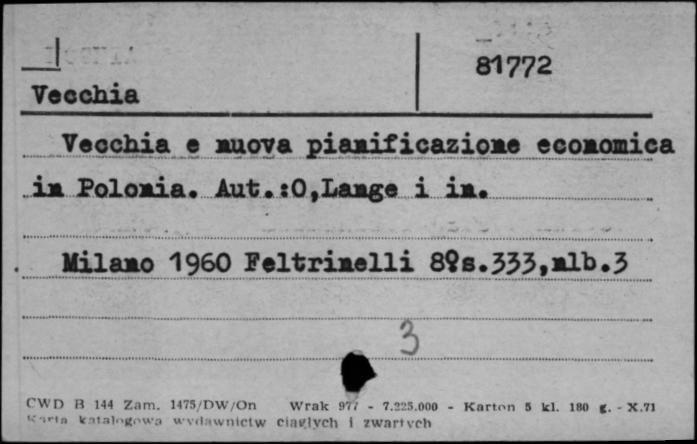 81772
Vecchia
Vecchia e nuova pianificazione economica
in Polonia. Aut.:O,Lange i in.
Milano 1960 Feltrinelli 8º s.333,nlb.3
3
CWD B 144 Zam. 1475/DW/On Wrak 977 - 7.225.000 - Karton 5 kl. 180 g. - X.71
Karta katalogowa wydawnictw ciągłych i zwartych